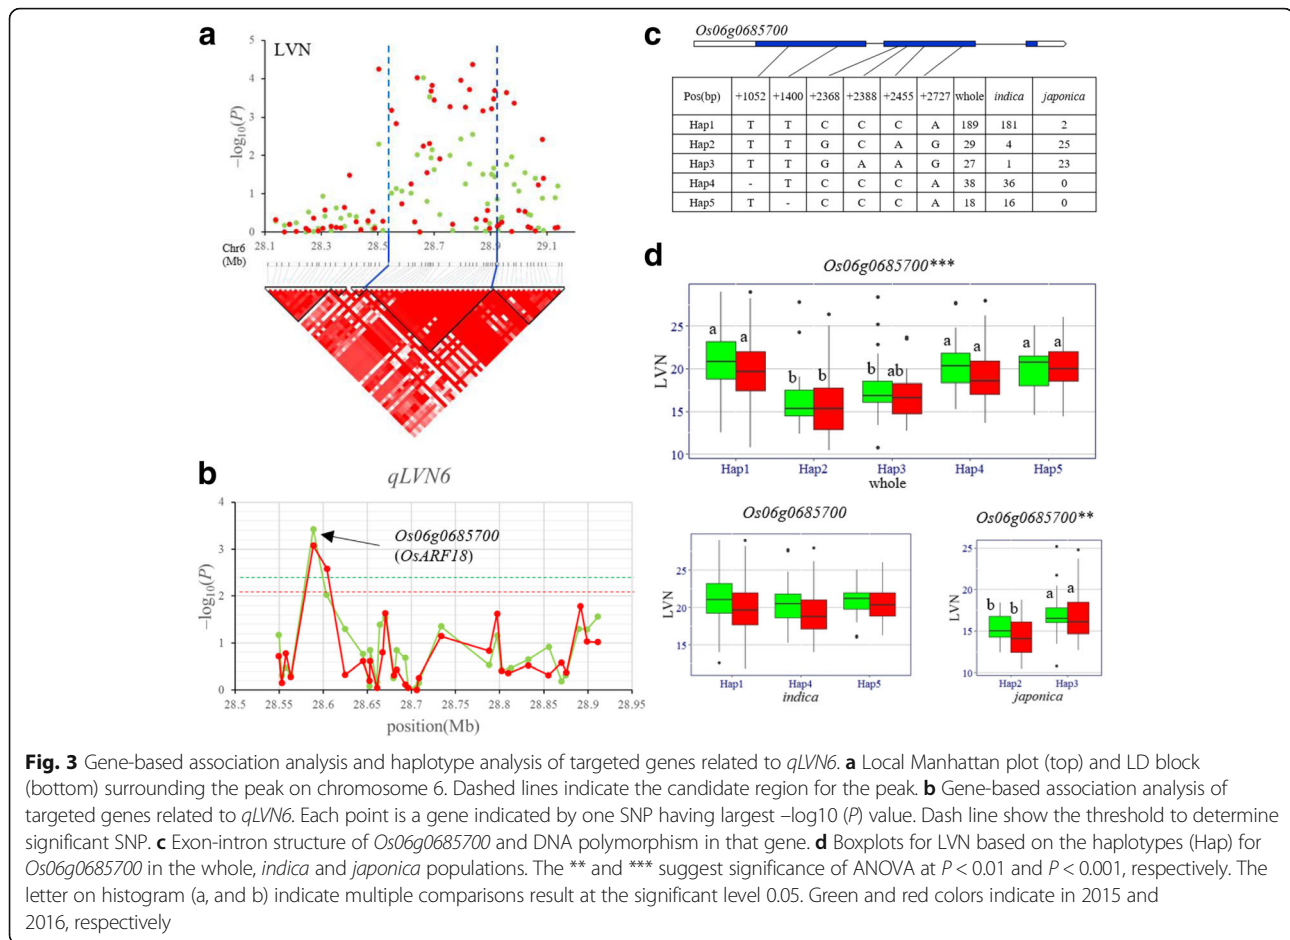 a
LVN
5
4
3
2
1
0
−log10(P)
28.1 28.3 28.5 28.7 28.9 29.1
Chr6
(Mb)
b
qLVN6
4
3
2
1
0
−log10(P)
Os06g0685700
(OsARF18)
28.5 28.55 28.6 28.65 28.7 28.75 28.8 28.85 28.9 28.95
position(Mb)
c
Os06g0685700
Pos(bp) +1052 +1400 +2368 +2388 +2455 +2727 whole indica japonica
Hap1 T T C C C A 189 181 2
Hap2 T T G C A G 29 4 25
Hap3 T T G A A G 27 1 23
Hap4 - T C C C A 38 36 0
Hap5 T - C C C A 18 16 0
d
Os06g0685700***
LVN
25
20
15
10
a a b b b ab a a a a
Hap1 Hap2 Hap3 Hap4 Hap5
whole
Os06g0685700
LVN
25
20
15
10
Hap1 Hap4 Hap5
indica
Os06g0685700**
LVN
25
20
15
10
b b a a
Hap2 Hap3
japonica
Fig. 3 Gene-based association analysis and haplotype analysis of targeted genes related to qLVN6. a Local Manhattan plot (top) and LD block
(bottom) surrounding the peak on chromosome 6. Dashed lines indicate the candidate region for the peak. b Gene-based association analysis of
targeted genes related to qLVN6. Each point is a gene indicated by one SNP having largest −log10 (P) value. Dash line show the threshold to determine
significant SNP. c Exon-intron structure of Os06g0685700 and DNA polymorphism in that gene. d Boxplots for LVN based on the haplotypes (Hap) for
Os06g0685700 in the whole, indica and japonica populations. The ** and *** suggest significance of ANOVA at P < 0.01 and P < 0.001, respectively. The
letter on histogram (a, and b) indicate multiple comparisons result at the significant level 0.05. Green and red colors indicate in 2015 and
2016, respectively